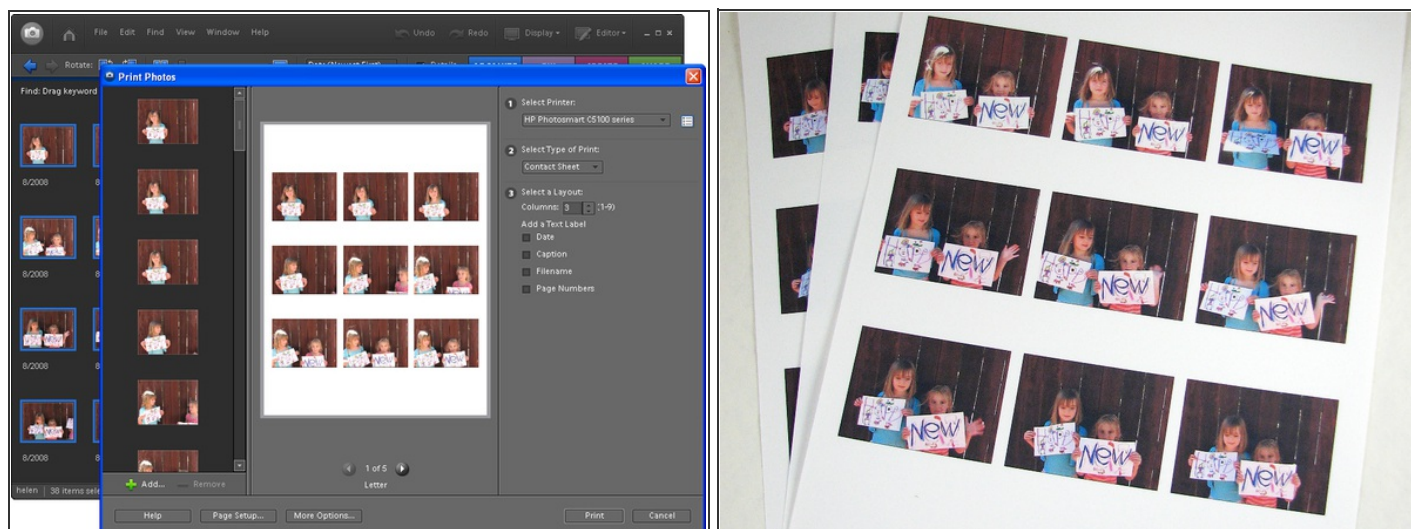 File Edit Find View Window Help
Undo Redo Display Editor
Rotate:
Print Photos
Find: Drag keyword
8/2008
8/2008
8/2008
8/2008
1 Select Printer:
HP Photosmart C5100 series
2 Select Type of Print:
Contact Sheet
3 Select a Layout:
Columns: 3 (1-9)
Add a Text Label
Date
Caption
Filename
Page Numbers
1 of 5
Letter
Add... Remove
helen 38 items
Help Page Setup... More Options... Print Cancel
NEW
NEW
NEW
NEW
NEW
NEW
NEW
NEW
NEW